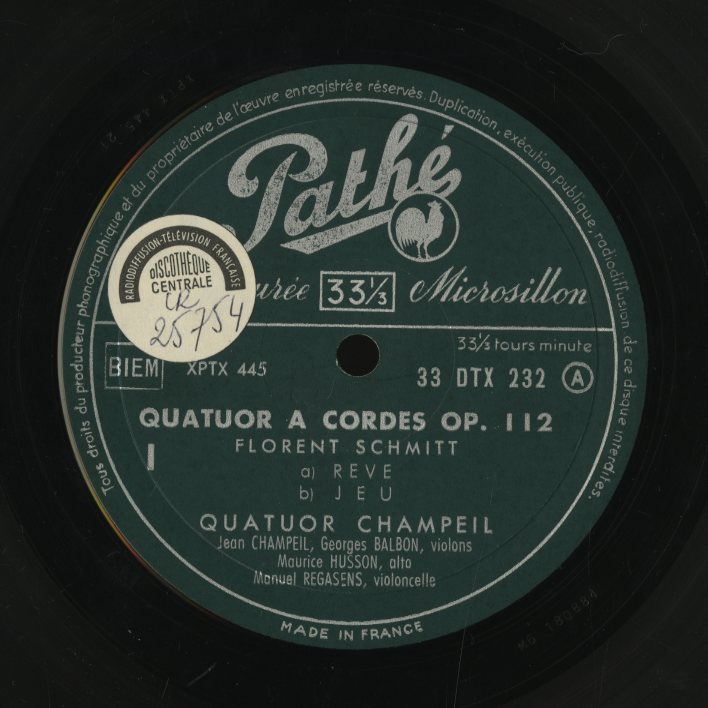 Tous droits du producteur phonographique et du propriétaire de l'œuvre enregistrée réservés. Duplication, exécution publique, radiodiffusion de ce disque interdites.
Pathé
RADIODIFFUSION-TÉLÉVISION FRANÇAISE
DISCOTHÈQUE
CENTRALE
25754
urée 33⅓ Microsillon
33⅓ tours minute
BIEM XPTX 445 33 DTX 232 A
QUATUOR A CORDES OP. 112
FLORENT SCHMITT
I
a) REVE
b) JEU
QUATUOR CHAMPEIL
Jean CHAMPEIL, Georges BALBON, violons
Maurice HUSSON, alto
Manuel REGASENS, violoncelle
MADE IN FRANCE